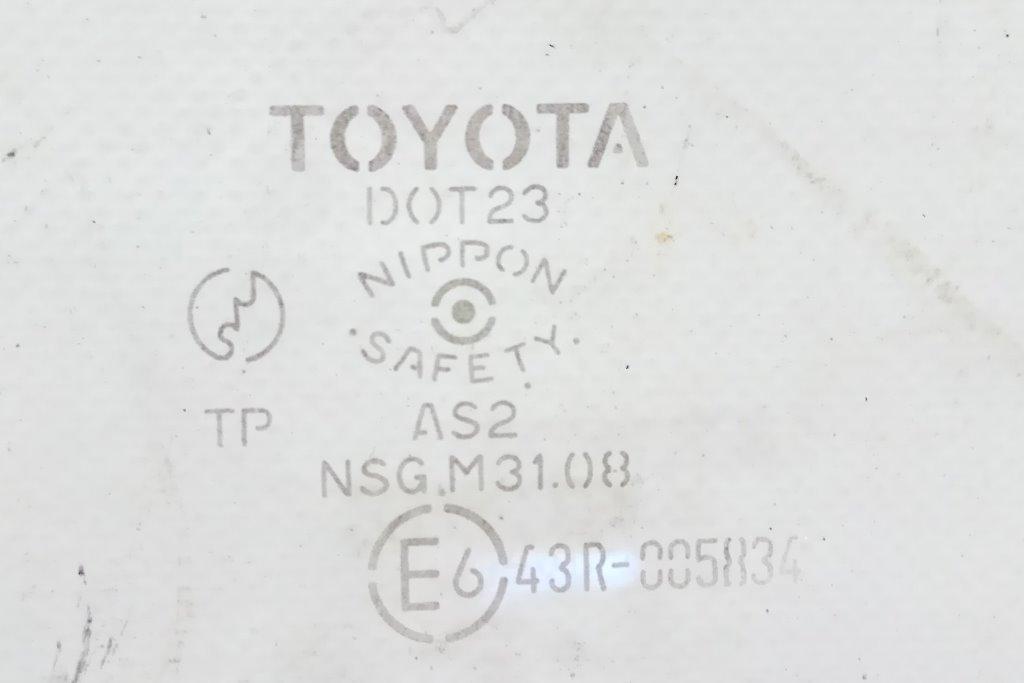 TOYOTA
DOT23
NIPPON
SAFETY
TP
AS2
NSG.M31.08
E6 43R-005834